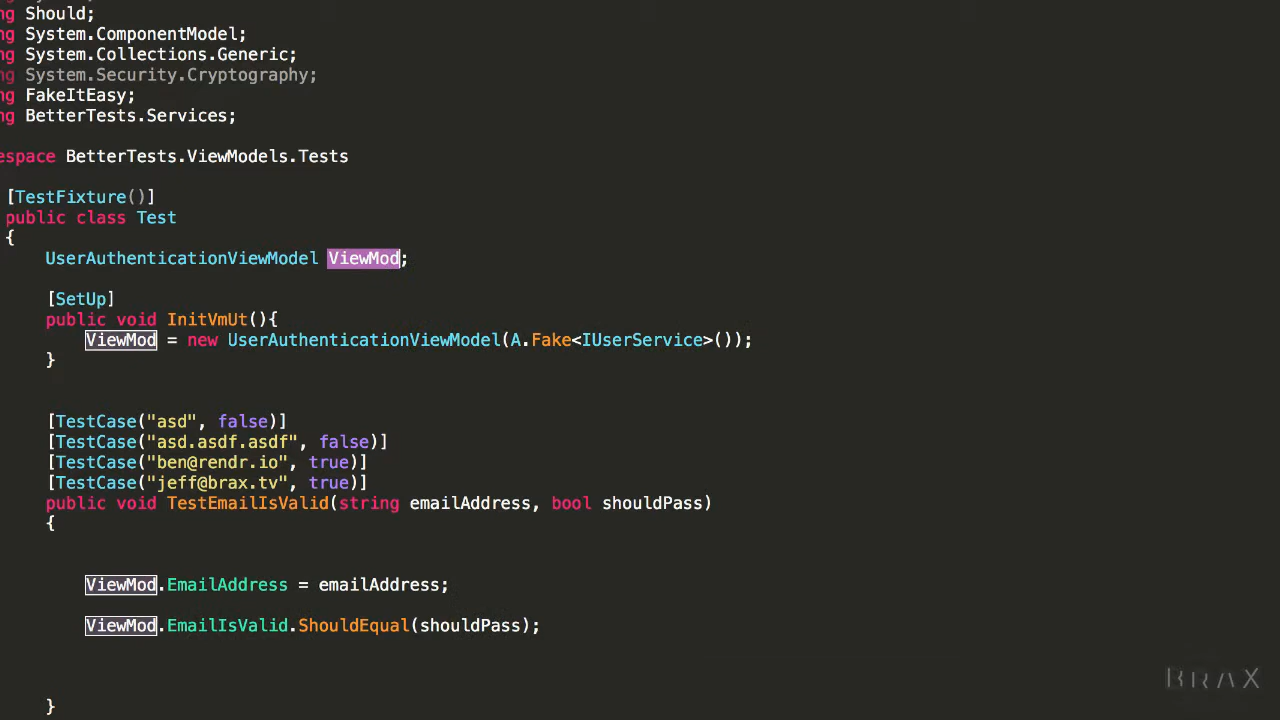 ng Should;
ng System.ComponentModel;
ng System.Collections.Generic;
ng System.Security.Cryptography;
ng FakeItEasy;
ng BetterTests.Services;
espace BetterTests.ViewModels.Tests
[TestFixture()]
public class Test
{
UserAuthenticationViewModel ViewMod;
[SetUp]
public void InitVmUt(){
ViewMod = new UserAuthenticationViewModel(A.Fake<IUserService>());
}
[TestCase("asd", false)]
[TestCase("asd.asdf.asdf", false)]
[TestCase("ben@rendr.io", true)]
[TestCase("jeff@brax.tv", true)]
public void TestEmailIsValid(string emailAddress, bool shouldPass)
{
ViewMod.EmailAddress = emailAddress;
ViewMod.EmailIsValid.ShouldEqual(shouldPass);
}
BRAX